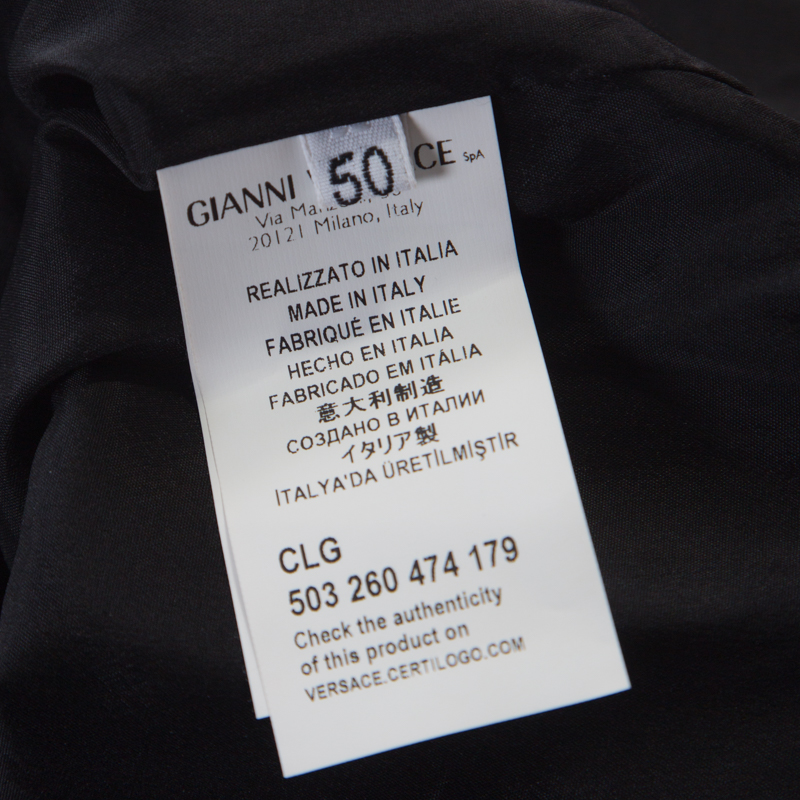 50
GIANNI CE SpA
Via
20121 Milano, Italy
REALIZZATO IN ITALIA
MADE IN ITALY
FABRIQUÉ EN ITALIE
HECHO EN ITALIA
FABRICADO EM ITÁLIA
意大利制造
СОЗДАНО В ИТАЛИИ
イタリア製
İTALYA'DA ÜRETİLMİŞTİR
CLG
503 260 474 179
Check the authenticity
of this product on
VERSACE.CERTILOGO.COM